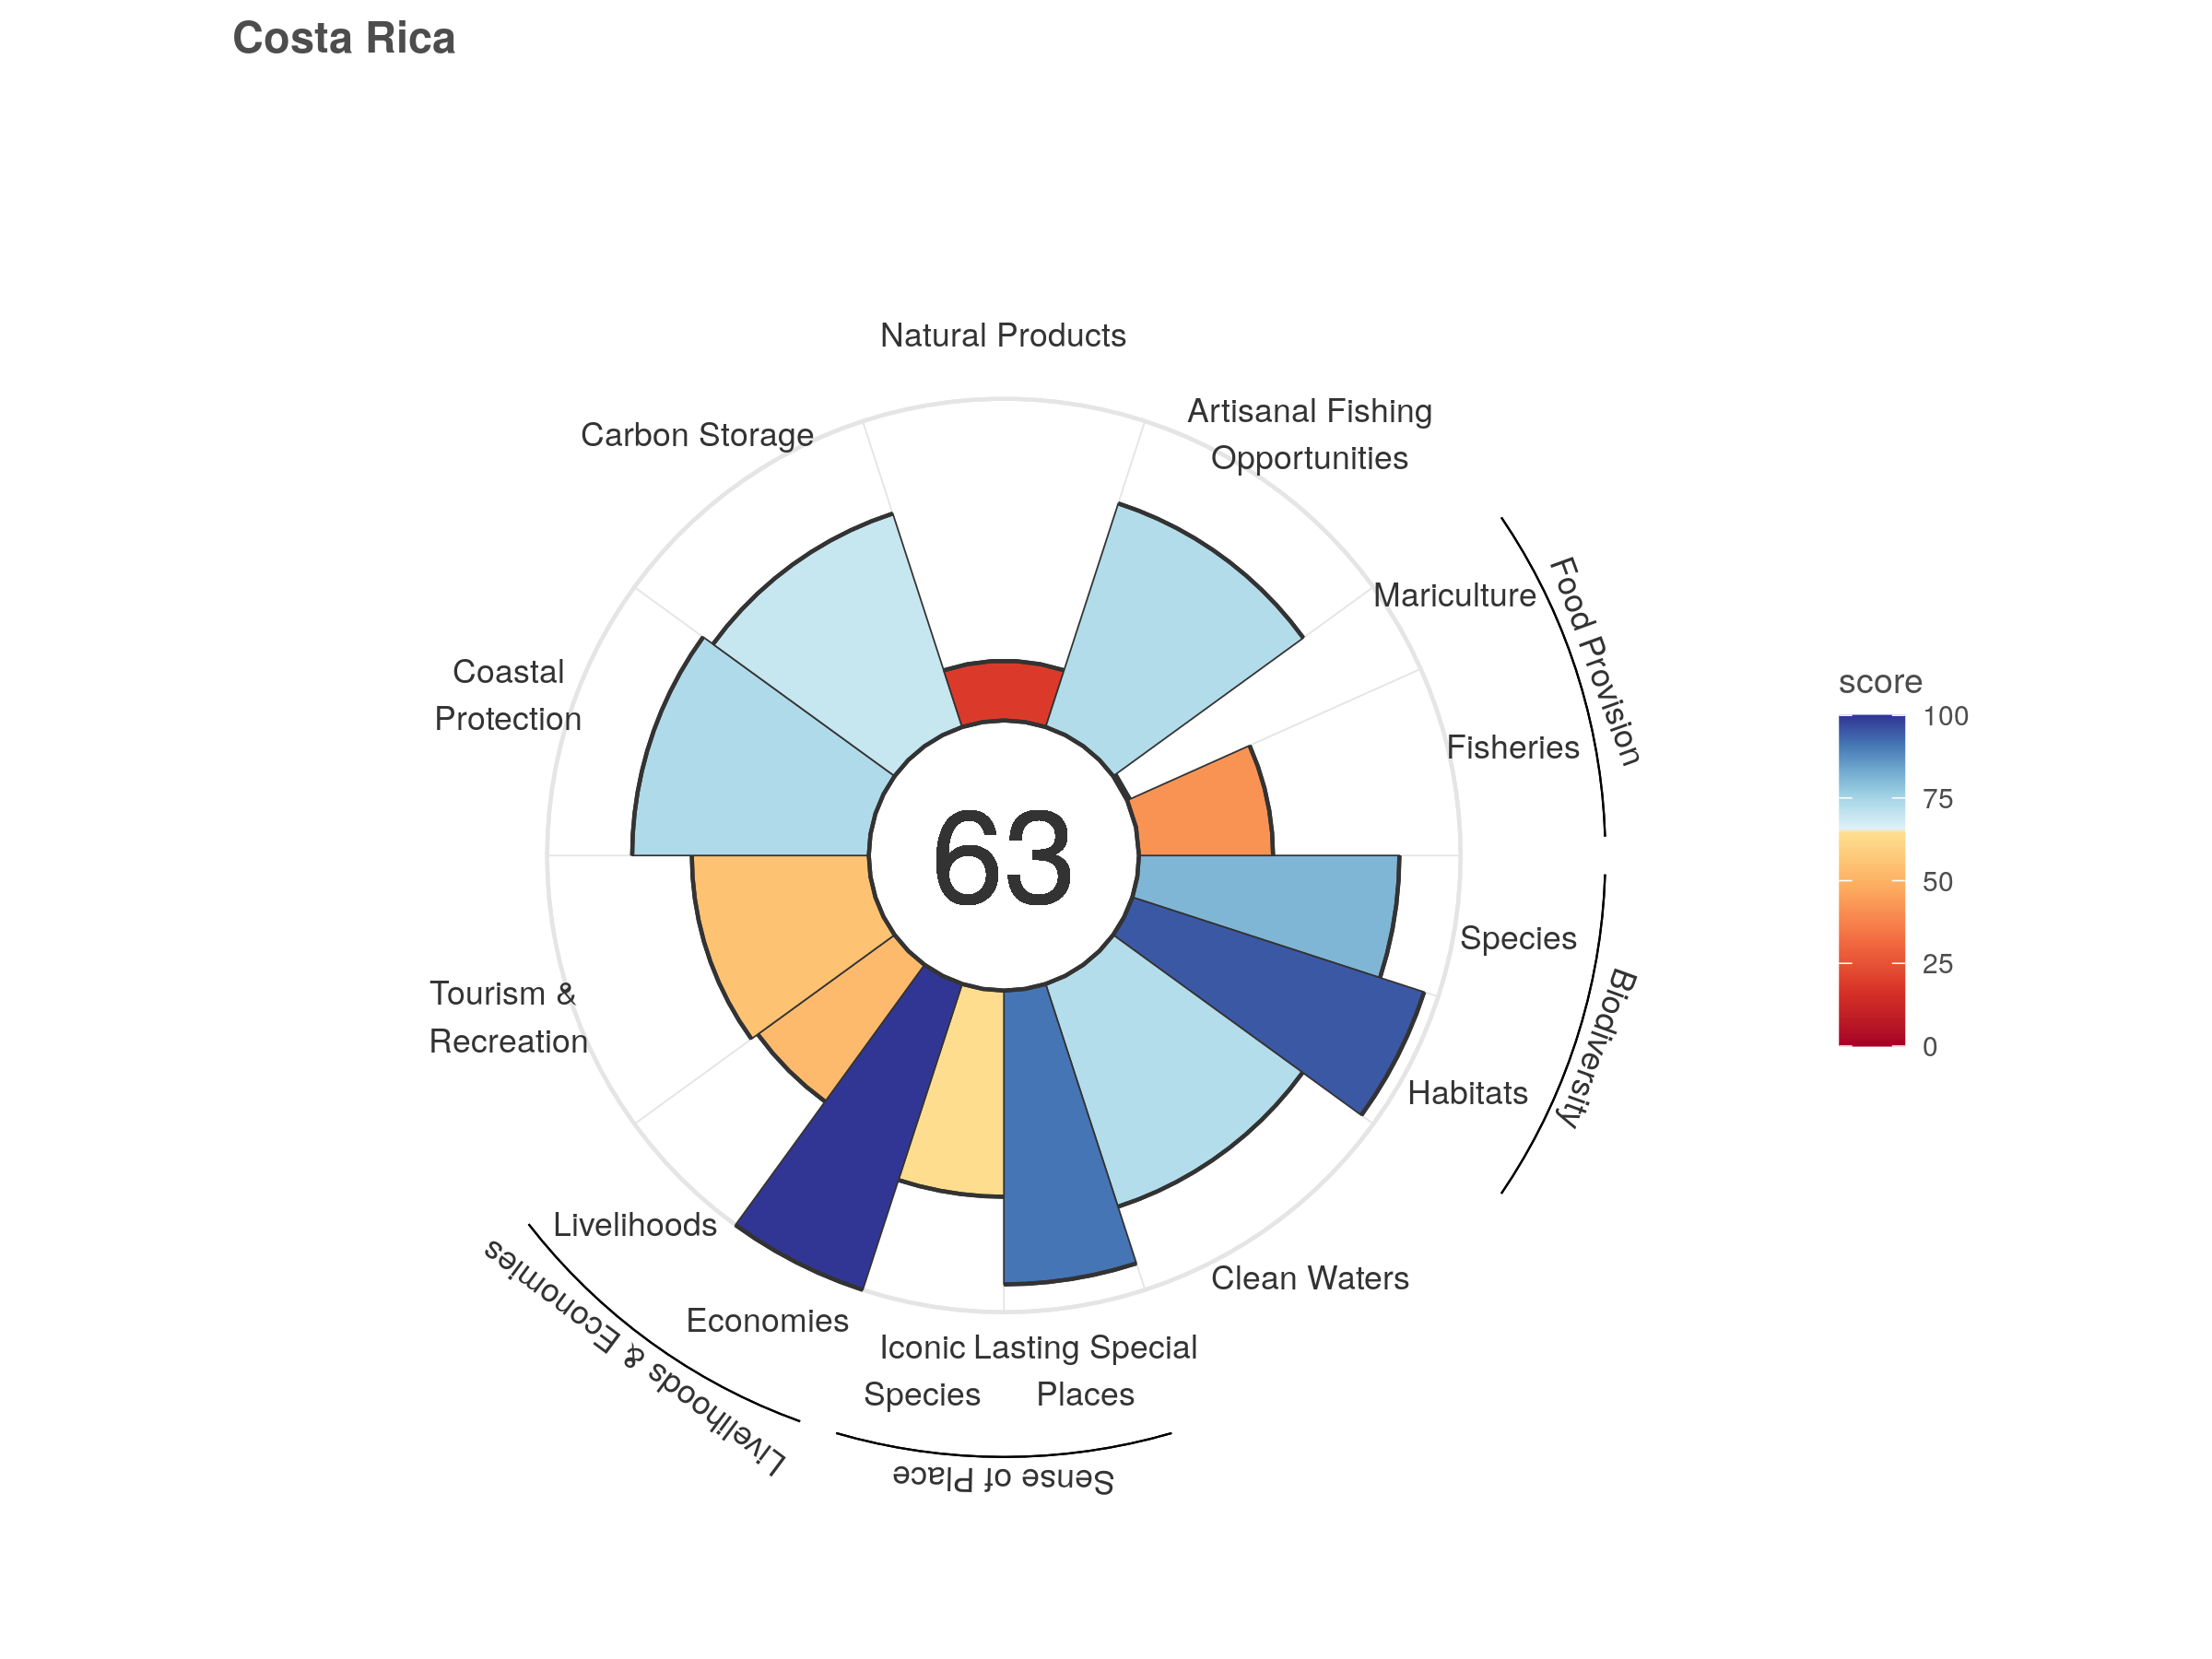 Costa Rica
Natural Products
Artisanal Fishing
Opportunities
Carbon Storage
Mariculture
Food Provision
Coastal
Protection
Fisheries
score
100
75
50
25
0
63
Species
Biodiversity
Tourism &
Recreation
Habitats
Livelihoods
Clean Waters
Economies
Livelihoods & Economies
Iconic
Species
Lasting Special
Places
Sense of Place